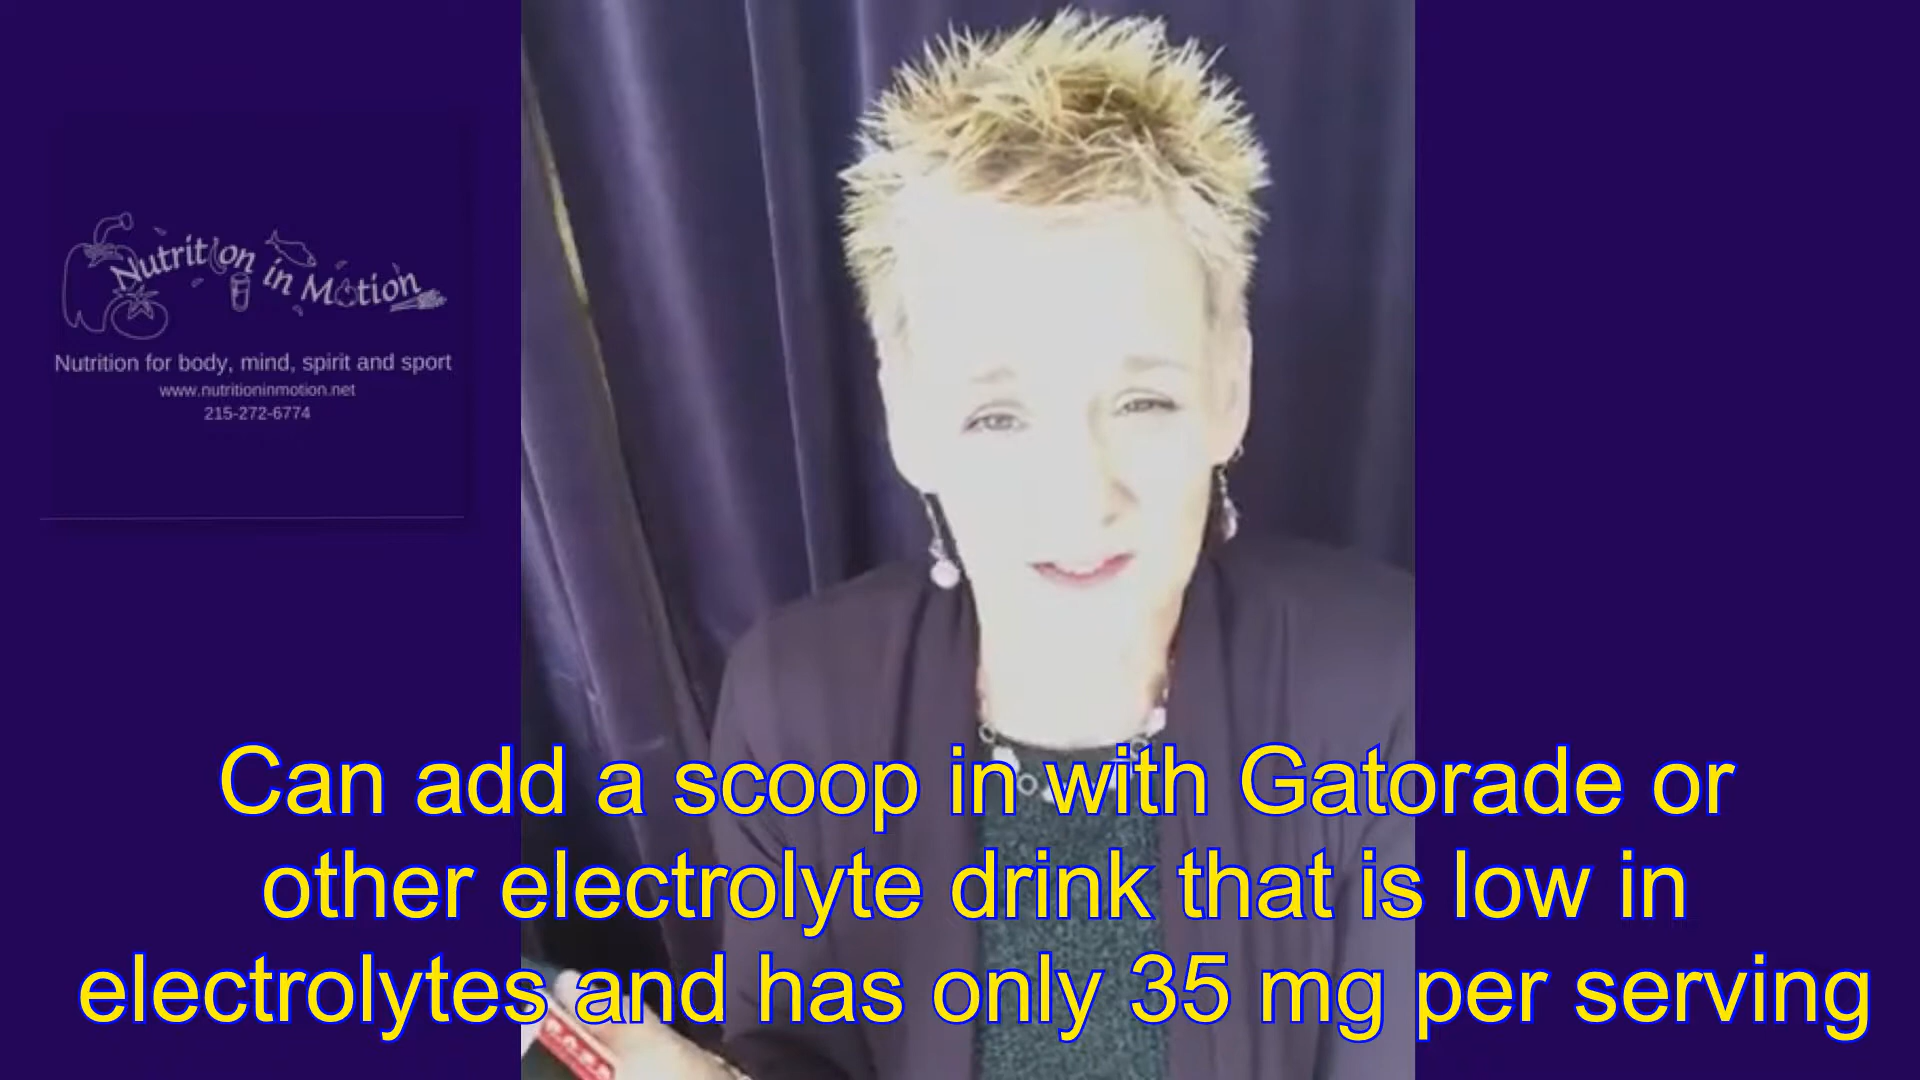 Nutrition in Motion
Nutrition for body, mind, spirit and sport
www.nutritioninmotion.net
215-272-6774
Can add a scoop in with Gatorade or
other electrolyte drink that is low in
electrolytes and has only 35 mg per serving